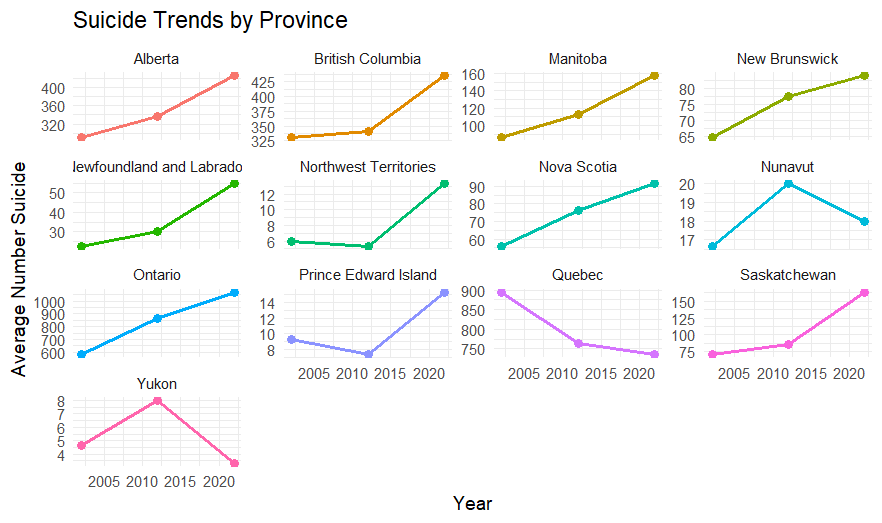 Suicide Trends by Province
Alberta
British Columbia
Manitoba
New Brunswick
400
360
320
425
400
375
350
325
160
140
120
100
80
75
70
65
Newfoundland and Labrado
Northwest Territories
Nova Scotia
Nunavut
50
40
30
12
10
8
6
90
80
70
60
20
19
18
17
Ontario
Prince Edward Island
Quebec
Saskatchewan
1000
900
800
700
600
14
12
10
8
900
850
800
750
150
125
100
75
2005 2010 2015 2020
2005 2010 2015 2020
2005 2010 2015 2020
Yukon
8
7
6
5
4
2005 2010 2015 2020
Average Number Suicide
Year